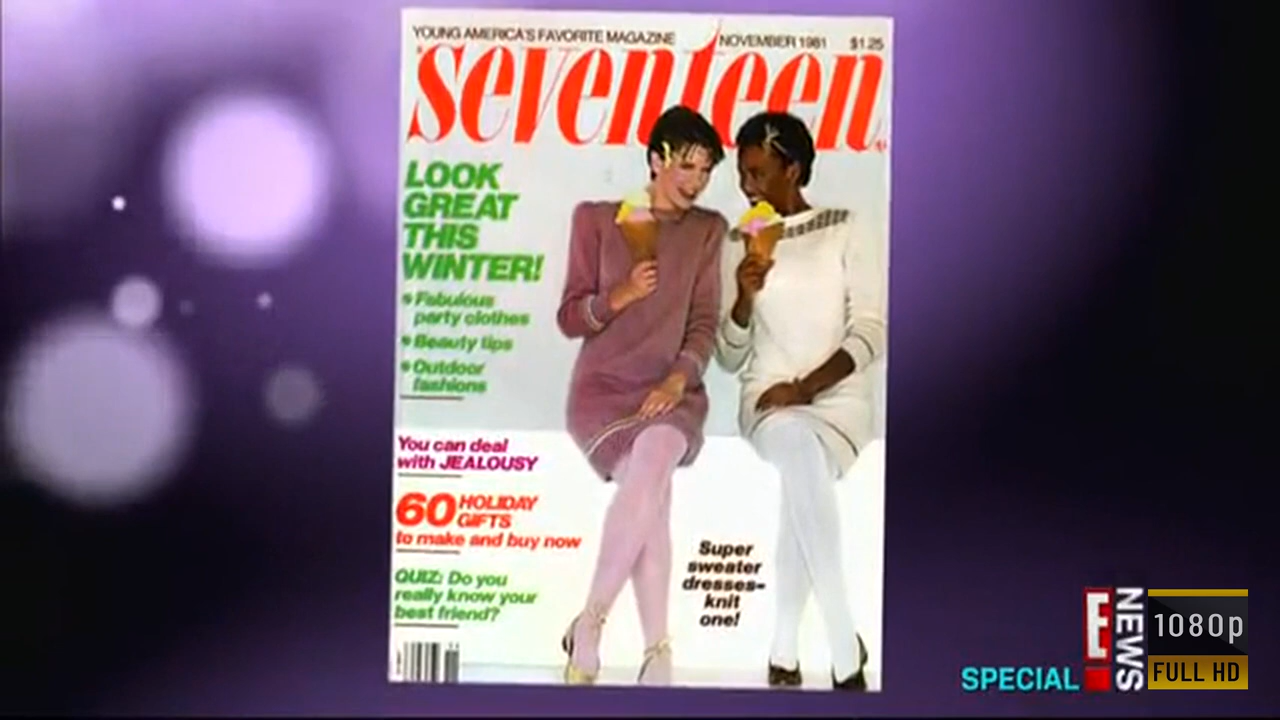 YOUNG AMERICA'S FAVORITE MAGAZINE NOVEMBER 1981 $1.25
seventeen
LOOK
GREAT
THIS
WINTER!
• Fabulous
party clothes
• Beauty tips
• Outdoor
fashions
You can deal
with JEALOUSY
60 HOLIDAY
GIFTS
to make and buy now
QUIZ: Do you
really know your
best friend?
Super
sweater
dresses–
knit
one!
SPECIAL
E NEWS
1080p
FULL HD